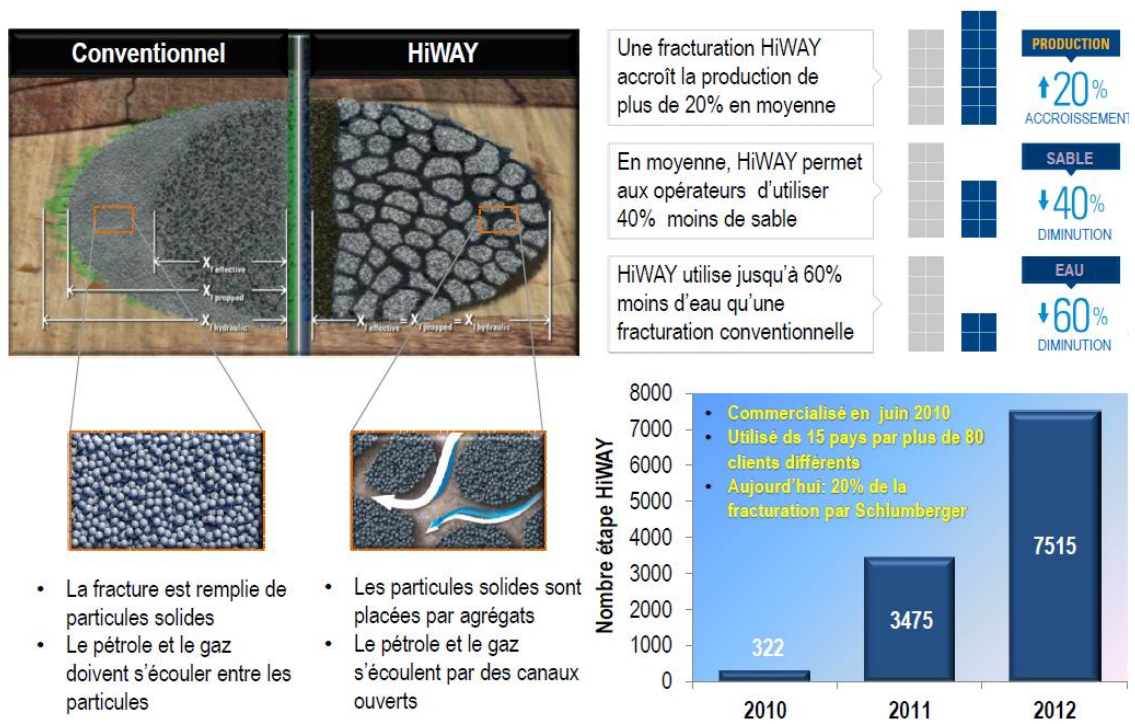 Conventionnel
HiWAY
X f effective
X f propped
X f hydraulic
X f effective = X f propped = X f hydraulic
Une fracturation HiWAY
accroît la production de
plus de 20% en moyenne
PRODUCTION
20%
ACCROISSEMENT
En moyenne, HiWAY permet
aux opérateurs d'utiliser
40% moins de sable
SABLE
40%
DIMINUTION
HiWAY utilise jusqu'à 60%
moins d'eau qu'une
fracturation conventionnelle
EAU
60%
DIMINUTION
• La fracture est remplie de
particules solides
• Le pétrole et le gaz
doivent s'écouler entre les
particules
• Les particules solides sont
placées par agrégats
• Le pétrole et le gaz
s'écoulent par des canaux
ouverts
Nombre étape HiWAY
8000
7000
6000
5000
4000
3000
2000
1000
0
• Commercialisé en juin 2010
• Utilisé ds 15 pays par plus de 80
clients différents
• Aujourd'hui: 20% de la
fracturation par Schlumberger
322
3475
7515
2010
2011
2012